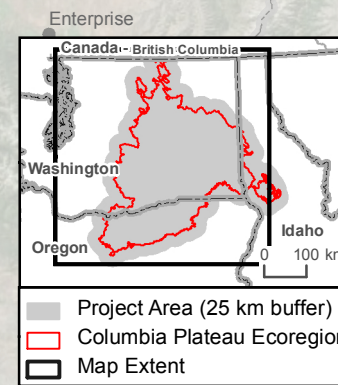 Enterprise
Canada - British Columbia
Washington
Oregon
Idaho
0 100 km
Project Area (25 km buffer)
Columbia Plateau Ecoregion
Map Extent